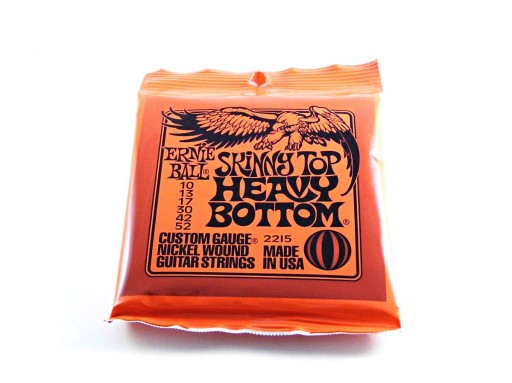 ERNIE
BALL®
10
13
17
30
42
52
SKINNY TOP
HEAVY
BOTTOM®
CUSTOM GAUGE®
NICKEL WOUND
GUITAR STRINGS
2215
MADE
IN USA